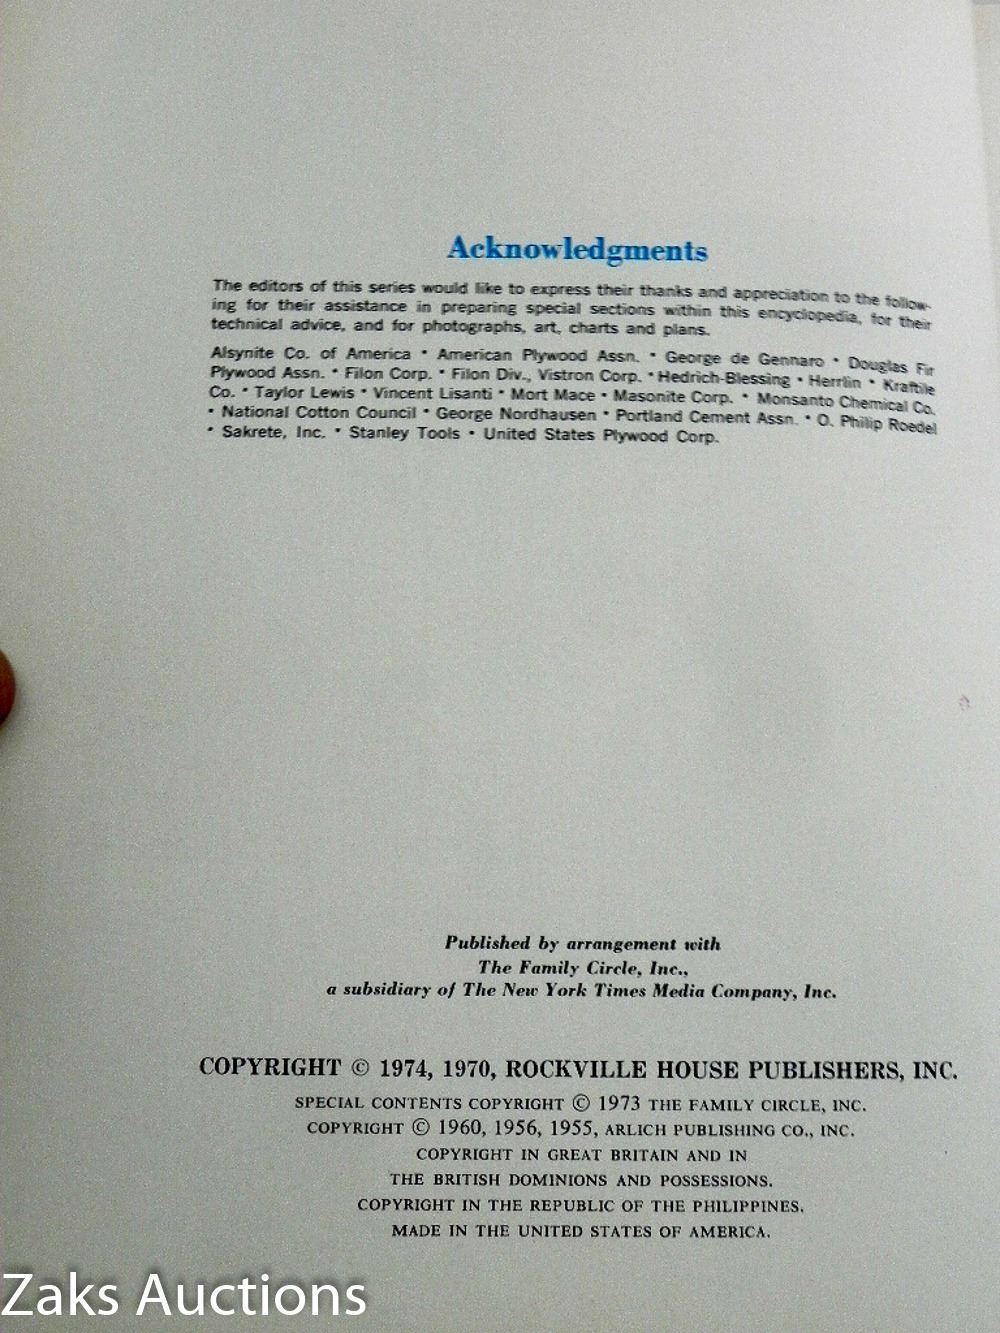 Acknowledgments
The editors of this series would like to express their thanks and appreciation to the follow-
ing for their assistance in preparing special sections within this encyclopedia, for their
technical advice, and for photographs, art, charts and plans.
Alsynite Co. of America • American Plywood Assn. • George de Gennaro • Douglas Fir
Plywood Assn. • Filon Corp. • Filon Div., Vistron Corp. • Hedrich-Blessing • Herrlin • Kraftile
Co. • Taylor Lewis • Vincent Lisanti • Mort Mace • Masonite Corp. • Monsanto Chemical Co.
• National Cotton Council • George Nordhausen • Portland Cement Assn. • O. Philip Roedel
• Sakrete, Inc. • Stanley Tools • United States Plywood Corp.
Published by arrangement with
The Family Circle, Inc.,
a subsidiary of The New York Times Media Company, Inc.
COPYRIGHT © 1974, 1970, ROCKVILLE HOUSE PUBLISHERS, INC.
SPECIAL CONTENTS COPYRIGHT © 1973 THE FAMILY CIRCLE, INC.
COPYRIGHT © 1960, 1956, 1955, ARLICH PUBLISHING CO., INC.
COPYRIGHT IN GREAT BRITAIN AND IN
THE BRITISH DOMINIONS AND POSSESSIONS.
COPYRIGHT IN THE REPUBLIC OF THE PHILIPPINES.
MADE IN THE UNITED STATES OF AMERICA.
Zaks Auctions